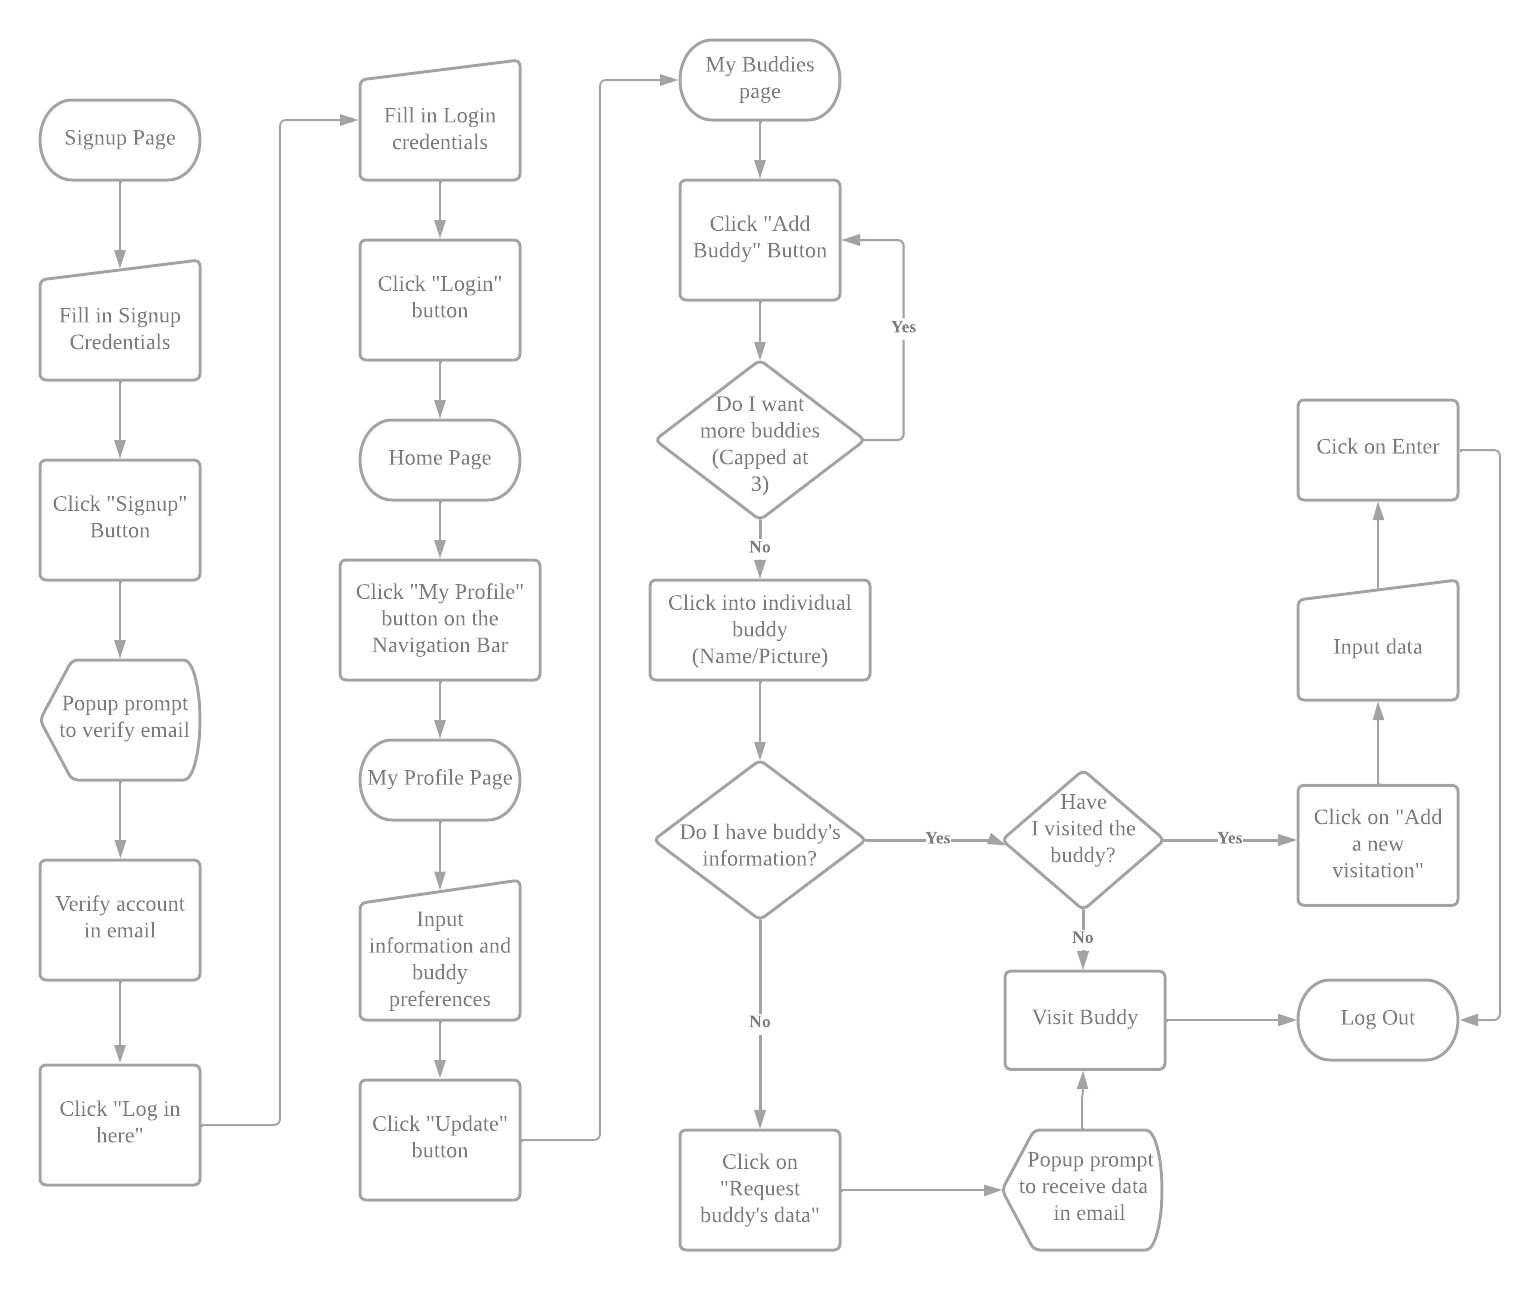 Signup Page
Fill in Signup
Credentials
Click "Signup"
Button
Popup prompt
to verify email
Verify account
in email
Click "Log in
here"
Fill in Login
credentials
Click "Login"
button
Home Page
Click "My Profile"
button on the
Navigation Bar
My Profile Page
Input
information and
buddy
preferences
Click "Update"
button
My Buddies
page
Click "Add
Buddy" Button
Yes
Do I want
more buddies
(Capped at
3)
No
Click into individual
buddy
(Name/Picture)
Do I have buddy's
information?
Yes
No
Click on
"Request
buddy's data"
Popup prompt
to receive data
in email
Have
I visited the
buddy?
Yes
No
Visit Buddy
Click on "Add
a new
visitation"
Input data
Cick on Enter
Log Out